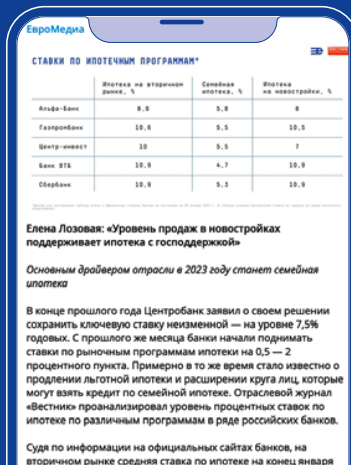 ЕвроМедиа
СТАВКИ ПО ИПОТЕЧНЫМ ПРОГРАММАМ*
Ипотека на вторичном рынке, % Семейная ипотека, % Ипотека на новостройки, %
Альфа-Банк 8,9 5,8 8
Газпромбанк 10,6 5,5 10,5
Центр-инвест 10 5,5 7
Банк ВТБ 10,9 4,7 10,9
Сбербанк 10,9 5,3 10,9
Елена Лозовая: «Уровень продаж в новостройках
поддерживает ипотека с господдержкой»
Основным драйвером отрасли в 2023 году станет семейная
ипотека
В конце прошлого года Центробанк заявил о своем решении
сохранить ключевую ставку неизменной — на уровне 7,5%
годовых. С прошлого же месяца банки начали поднимать
ставки по рыночным программам ипотеки на 0,5 — 2
процентного пункта. Примерно в то же время стало известно о
продлении льготной ипотеки и расширении круга лиц, которые
могут взять кредит по семейной ипотеке. Отраслевой журнал
«Вестник» проанализировал уровень процентных ставок по
ипотеке по различным программам в ряде российских банков.
Судя по информации на официальных сайтах банков, на
вторичном рынке средняя ставка по ипотеке на конец января